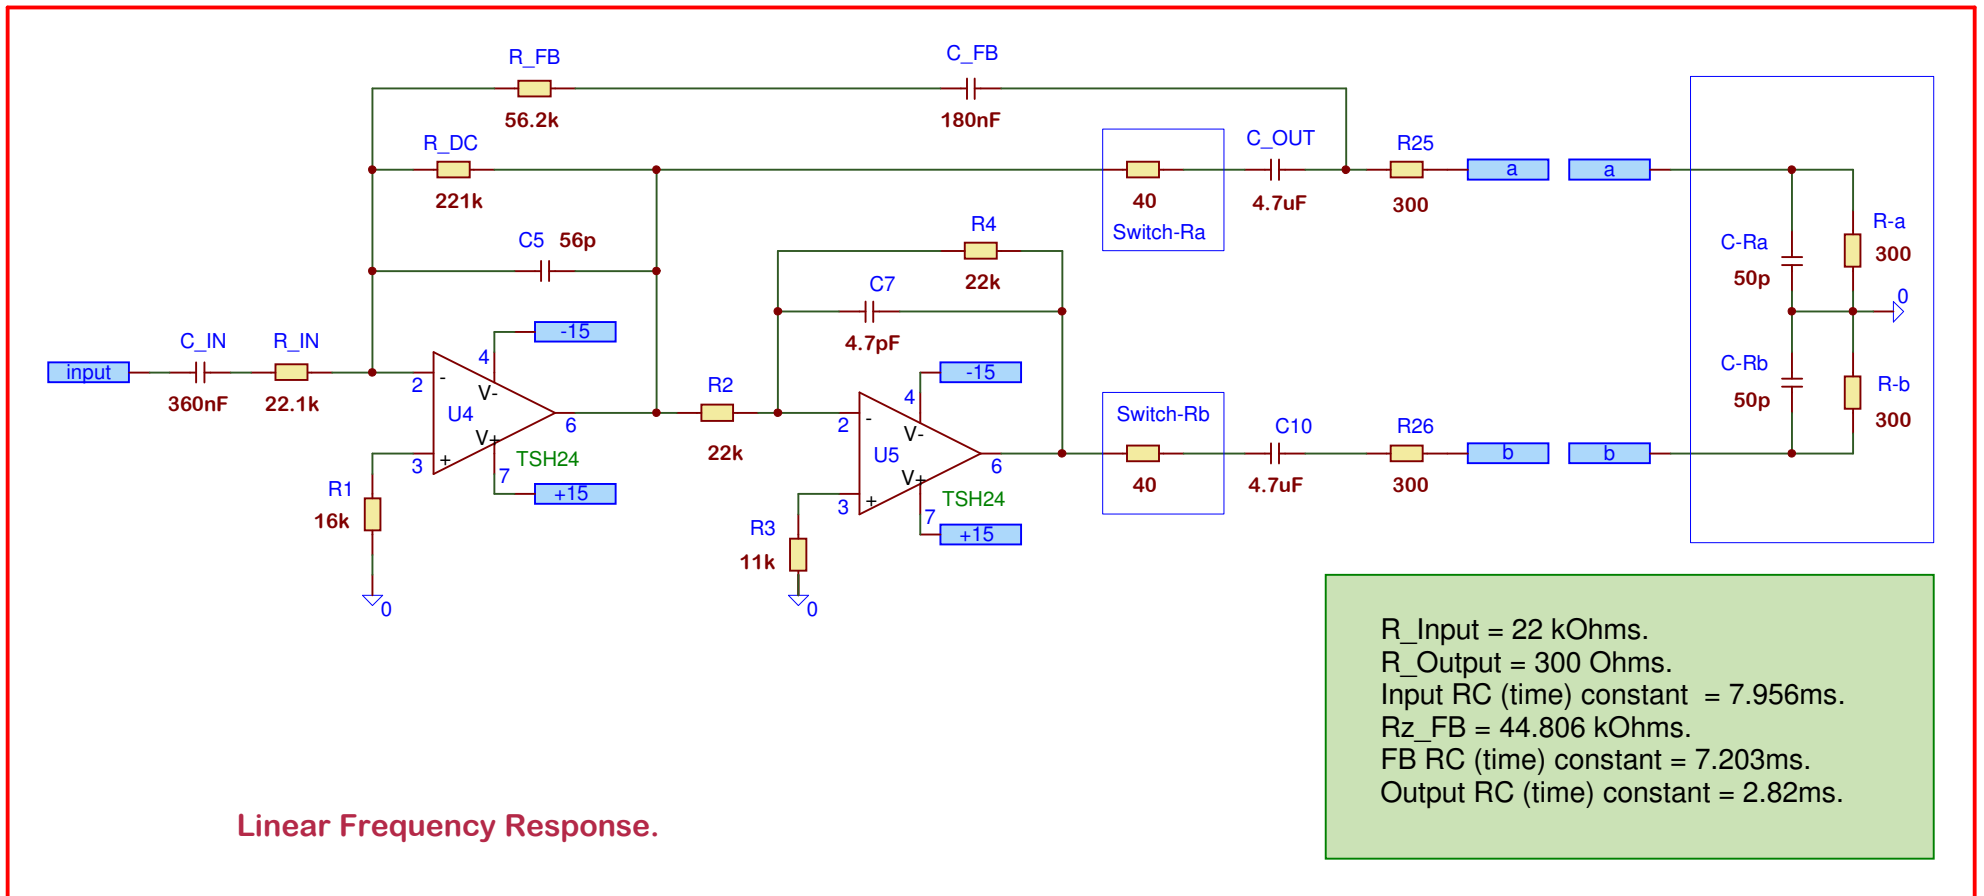 R_FB
56.2k
C_FB
180nF
R_DC
221k
C_OUT
4.7uF
R25
300
a
a
40
Switch-Ra
C5 56p
R4
22k
C7
4.7pF
R-a
300
C-Ra
50p
0
C-Rb
50p
R-b
300
input
C_IN
360nF
R_IN
22.1k
-15
4
2
-
V-
U4
6
V+
3
+
7
TSH24
+15
R1
16k
0
R2
22k
-15
4
2
-
V-
U5
6
V+
3
+
7
TSH24
+15
R3
11k
0
Switch-Rb
40
C10
4.7uF
R26
300
b
b
R_Input = 22 kOhms.
R_Output = 300 Ohms.
Input RC (time) constant = 7.956ms.
Rz_FB = 44.806 kOhms.
FB RC (time) constant = 7.203ms.
Output RC (time) constant = 2.82ms.
Linear Frequency Response.